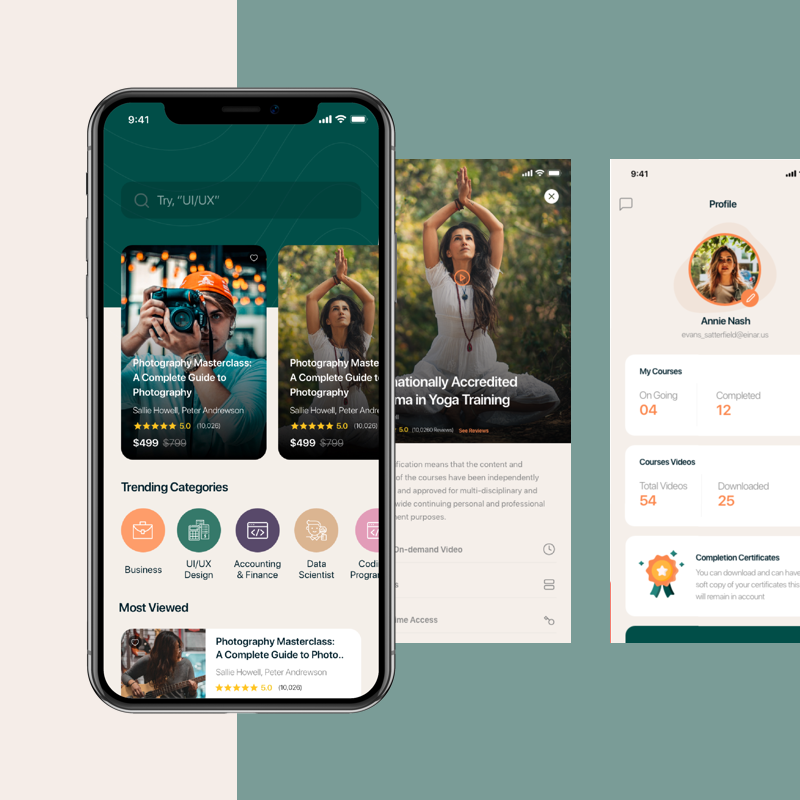 9:41
Try, “UI/UX”
Photography Masterclass:
A Complete Guide to
Photography
Sallie Howell, Peter Andrewson
5.0 (10,026)
$499 $799
Photography Maste
A Complete Guide t
Photography
Sallie Howell, Peter Andre
5.0 (10,026)
$499 $799
Trending Categories
Business
UI/UX
Design
Accounting
& Finance
Data
Scientist
Codi
Progran
Most Viewed
Photography Masterclass:
A Complete Guide to Photo..
Sallie Howell, Peter Andrewson
5.0 (10,026)
nationally Accredited
ma in Yoga Training
ll
5.0 (10,0260 Reviews) See Reviews
fication means that the content and
of the courses have been independently
and approved for multi-disciplinary and
wide continuing personal and professional
ent purposes.
On-demand Video
s
ime Access
9:41
Profile
Annie Nash
evans_satterfield@einar.us
My Courses
On Going
04
Completed
12
Courses Videos
Total Videos
54
Downloaded
25
Completion Certificates
You can download and can have
soft copy of your certificates this
will remain in account